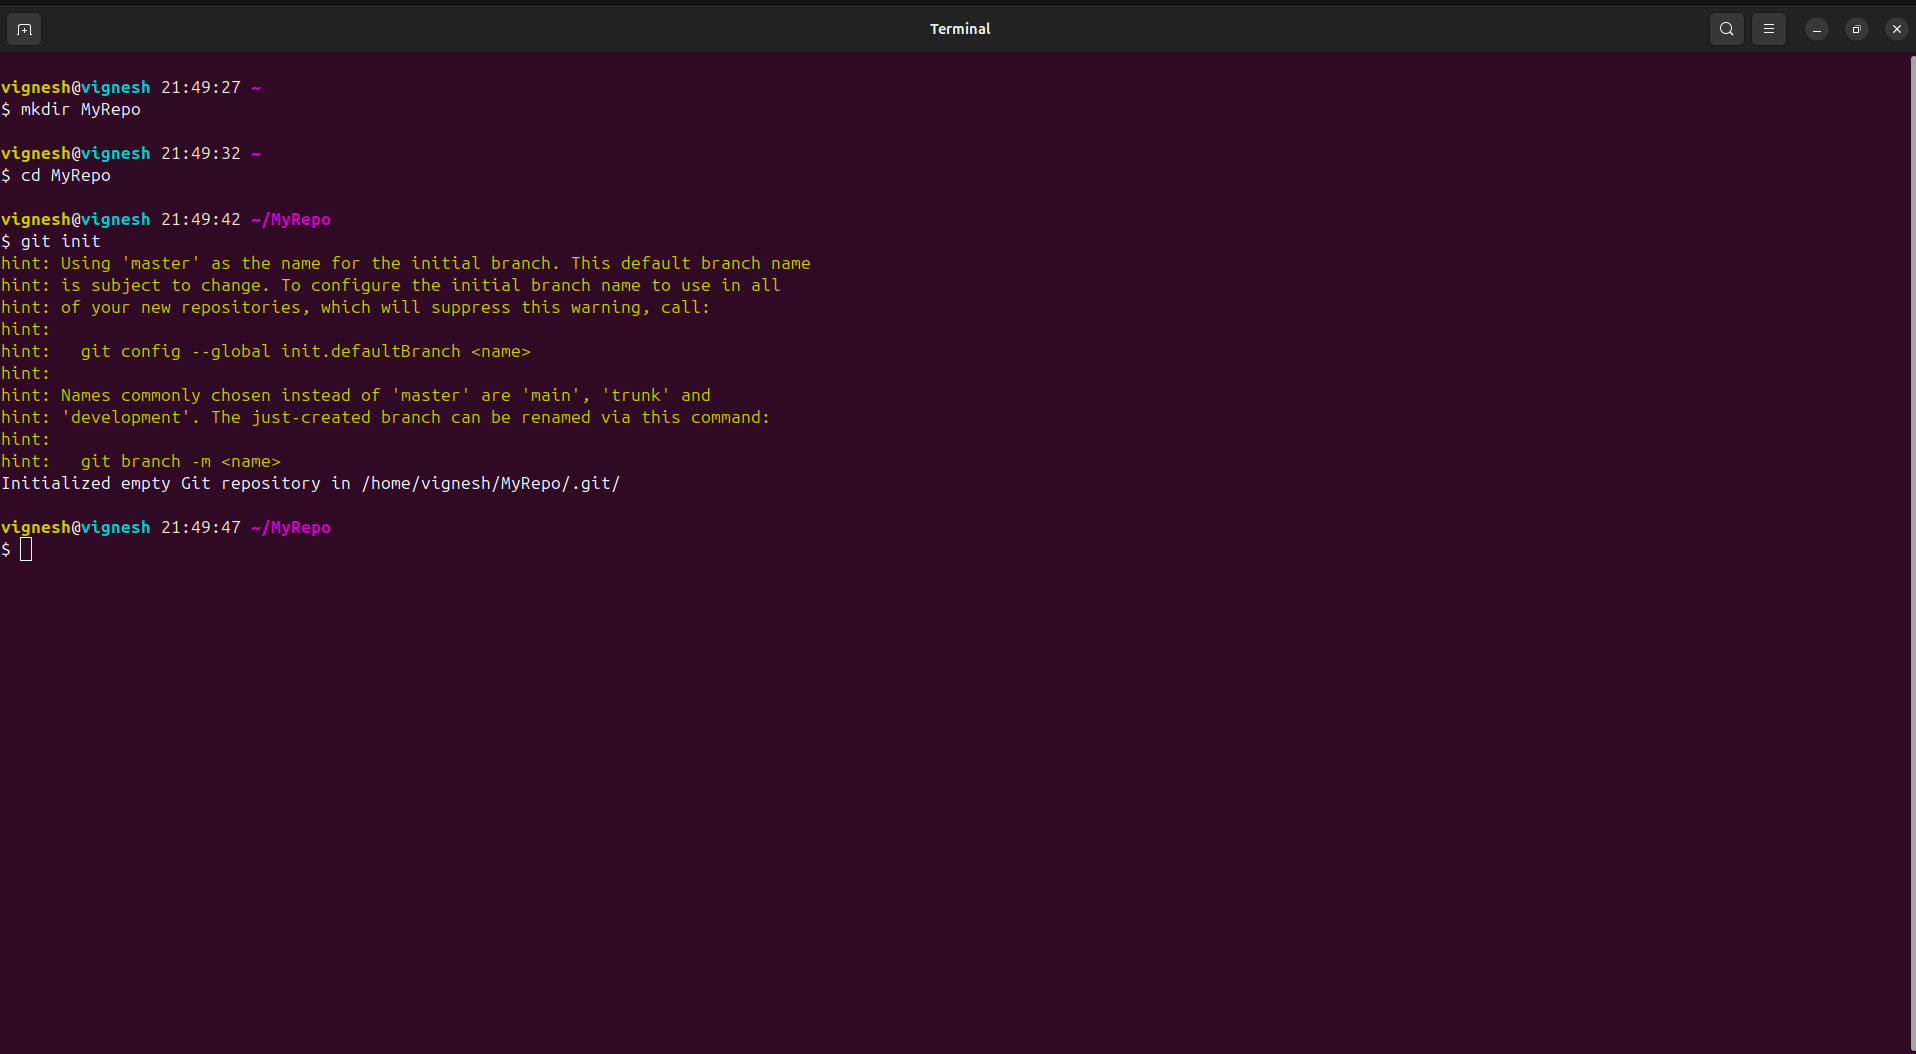 Terminal
vignesh@vignesh 21:49:27 ~
$ mkdir MyRepo
vignesh@vignesh 21:49:32 ~
$ cd MyRepo
vignesh@vignesh 21:49:42 ~/MyRepo
$ git init
hint: Using 'master' as the name for the initial branch. This default branch name
hint: is subject to change. To configure the initial branch name to use in all
hint: of your new repositories, which will suppress this warning, call:
hint:
hint:   git config --global init.defaultBranch <name>
hint:
hint: Names commonly chosen instead of 'master' are 'main', 'trunk' and
hint: 'development'. The just-created branch can be renamed via this command:
hint:
hint:   git branch -m <name>
Initialized empty Git repository in /home/vignesh/MyRepo/.git/
vignesh@vignesh 21:49:47 ~/MyRepo
$